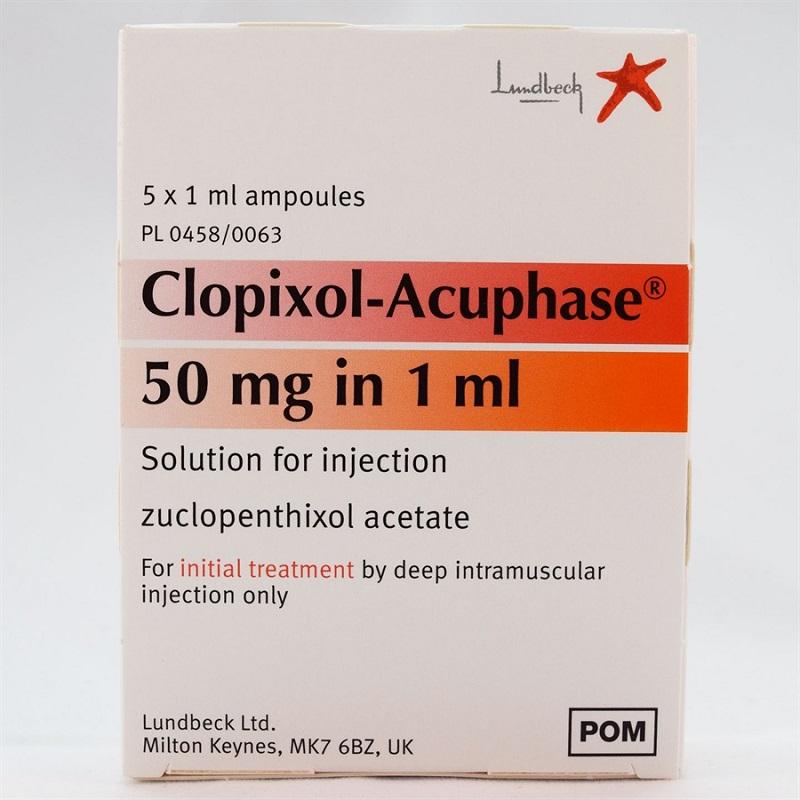 Lundbeck
5 x 1 ml ampoules
PL 0458/0063
Clopixol-Acuphase®
50 mg in 1 ml
Solution for injection
zuclopenthixol acetate
For initial treatment by deep intramuscular
injection only
Lundbeck Ltd.
Milton Keynes, MK7 6BZ, UK
POM